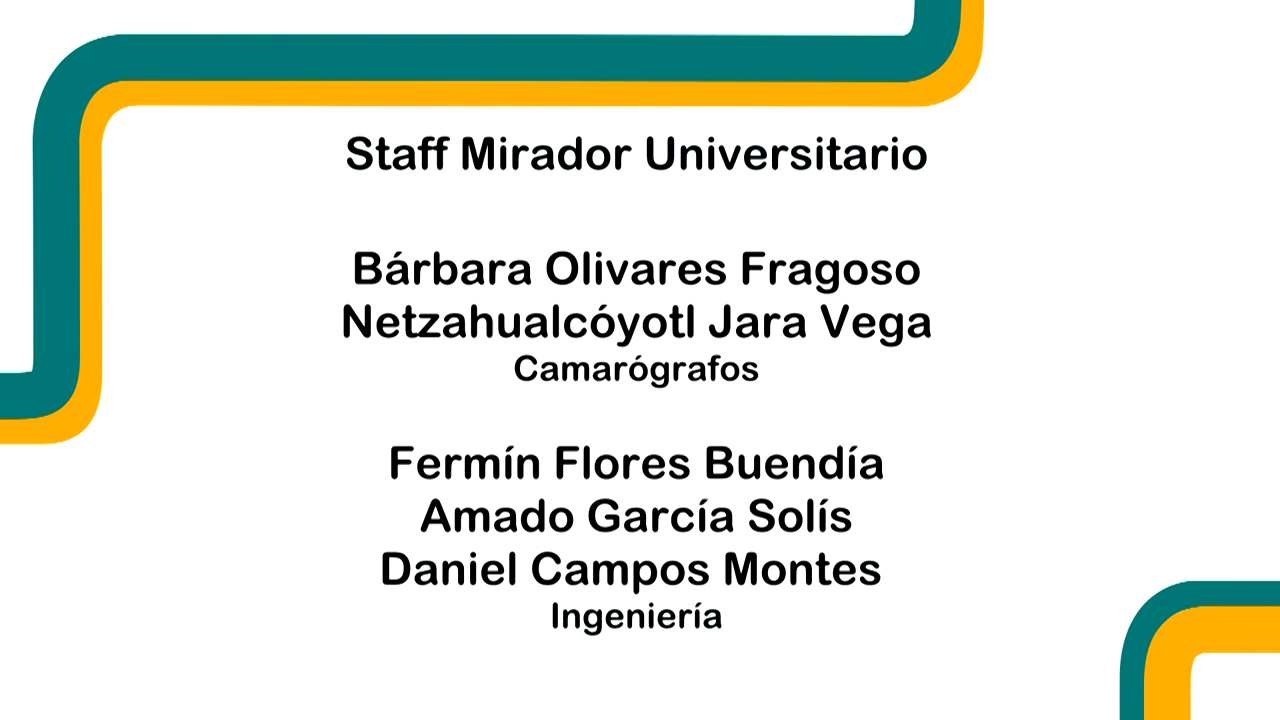 Staff Mirador Universitario
Bárbara Olivares Fragoso
Netzahualcóyotl Jara Vega
Camarógrafos
Fermín Flores Buendía
Amado García Solís
Daniel Campos Montes
Ingeniería